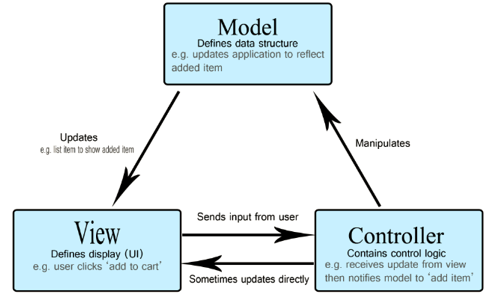 Model
Defines data structure
e.g. updates application to reflect
added item
Updates
e.g. list item to show added item
Manipulates
View
Defines display (UI)
e.g. user clicks ‘add to cart’
Sends input from user
Sometimes updates directly
Controller
Contains control logic
e.g. receives update from view
then notifies model to ‘add item’